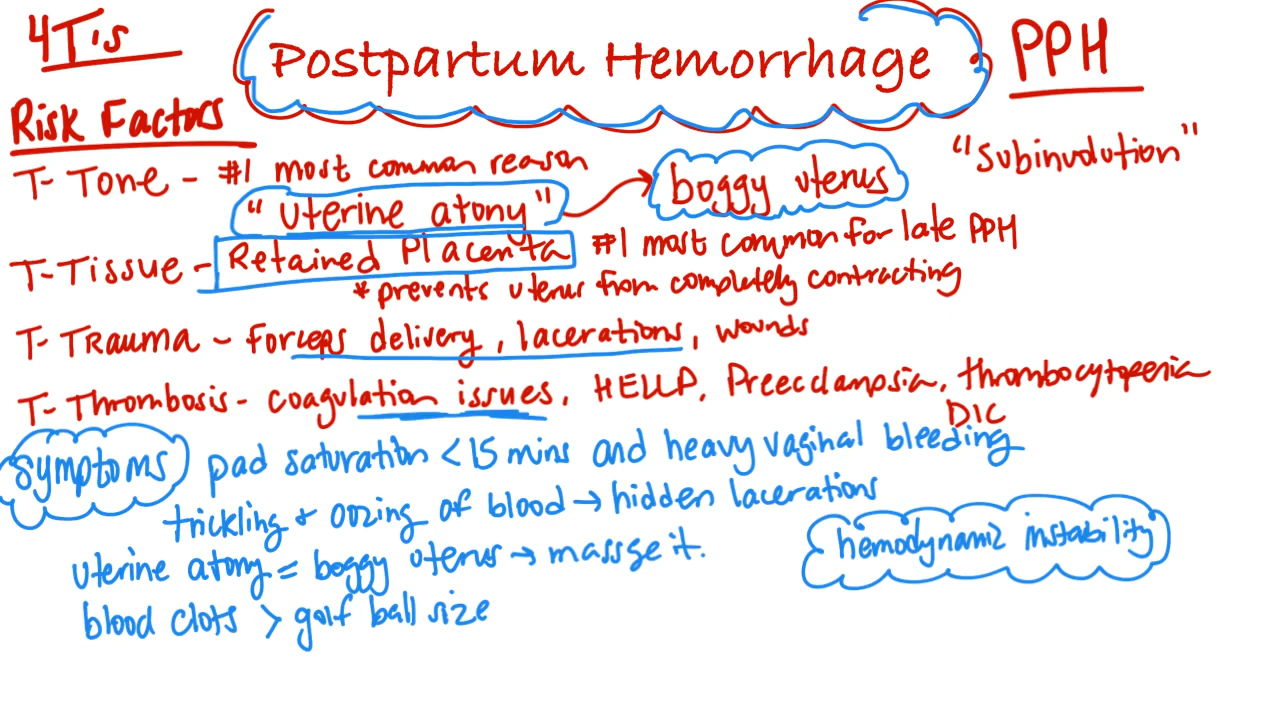 4T's
Postpartum Hemorrhage
PPH
Risk Factors
"Subinvolution"
T- Tone - #1 most common reason
"uterine atony"
boggy uterus
T- Tissue - Retained Placenta #1 most common for late PPH
* prevents uterus from completely contracting
T- Trauma - Forceps delivery, lacerations, wounds
T- Thrombosis - coagulation issues, HELLP, Preecclampsia, thrombocytopenia
DIC
Symptoms pad saturation < 15 mins and heavy vaginal bleeding
trickling + oozing of blood → hidden lacerations
hemodynamic instability
uterine atony = boggy uterus → massge it.
blood clots > golf ball size